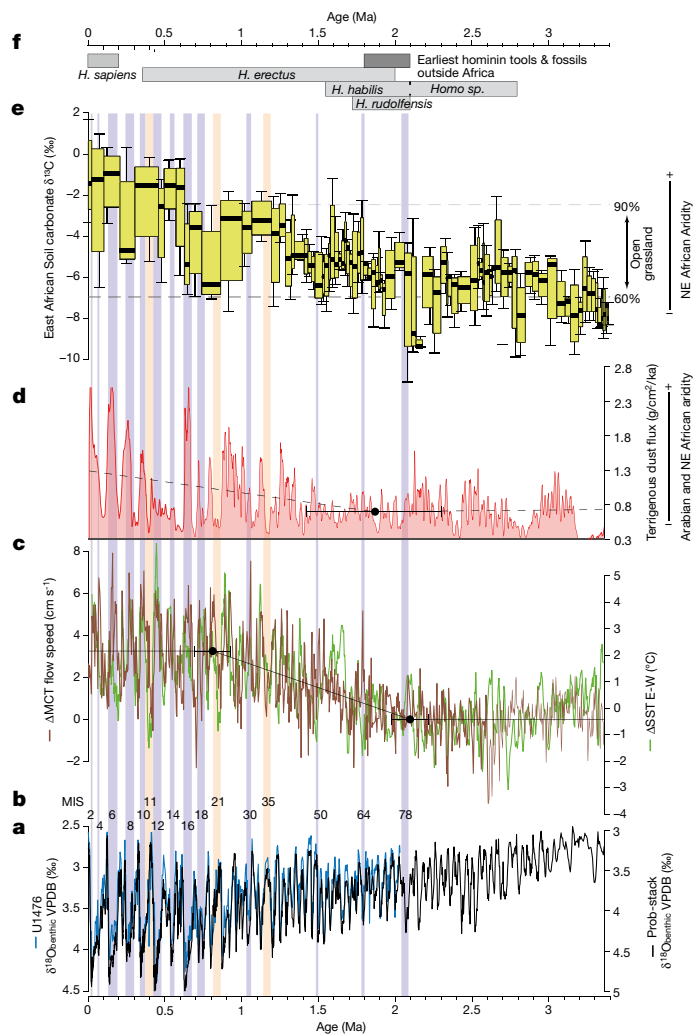 Age (Ma)
f
0 0.5 1 1.5 2 2.5 3
Earliest hominin tools & fossils
outside Africa
H. sapiens
H. erectus
H. habilis
Homo sp.
H. rudolfensis
e
East African Soil carbonate δ13C (‰)
0
−2
−4
−6
−8
−10
90%
Open
grassland
60%
+
NE African Aridity
−
d
2.8
2.3
1.8
1.3
0.8
0.3
Terrigenous dust flux (g/cm2/ka)
+
Arabian and NE African aridity
−
c
ΔMCT flow speed (cm s−1)
8
6
4
2
0
−2
5
4
3
2
1
0
−1
−2
−3
−4
ΔSST E-W (°C)
b
MIS
11 21 35
2 6 10 14 18 30 50 64 78
4 8 12 16
a
U1476
δ18Obenthic VPDB (‰)
2.5
3.0
3.5
4
4.5
3
3.5
4.0
4.5
5
Prob-stack
δ18Obenthic VPDB (‰)
0 0.5 1 1.5 2 2.5 3
Age (Ma)